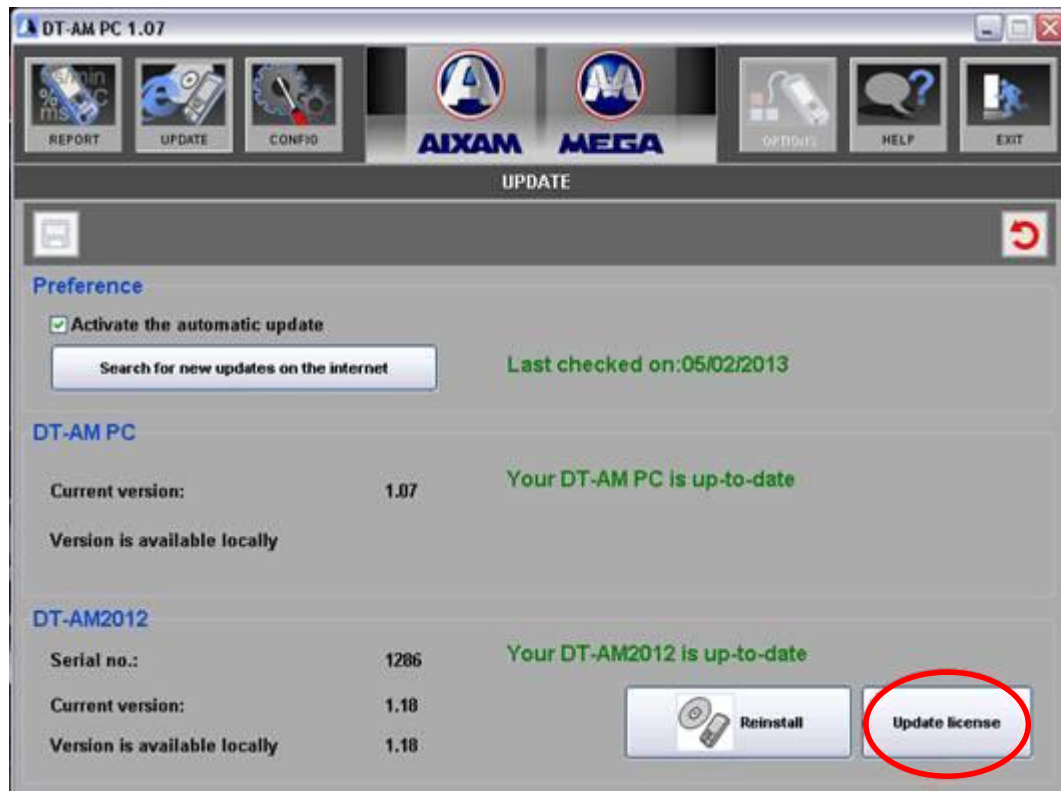 DT-AM PC 1.07
REPORT UPDATE CONFIG AIXAM MEGA OPTIONS HELP EXIT
UPDATE
Preference
Activate the automatic update
Search for new updates on the internet Last checked on:05/02/2013
DT-AM PC
Current version: 1.07 Your DT-AM PC is up-to-date
Version is available locally
DT-AM2012
Serial no.: 1286 Your DT-AM2012 is up-to-date
Current version: 1.18
Reinstall Update license
Version is available locally 1.18